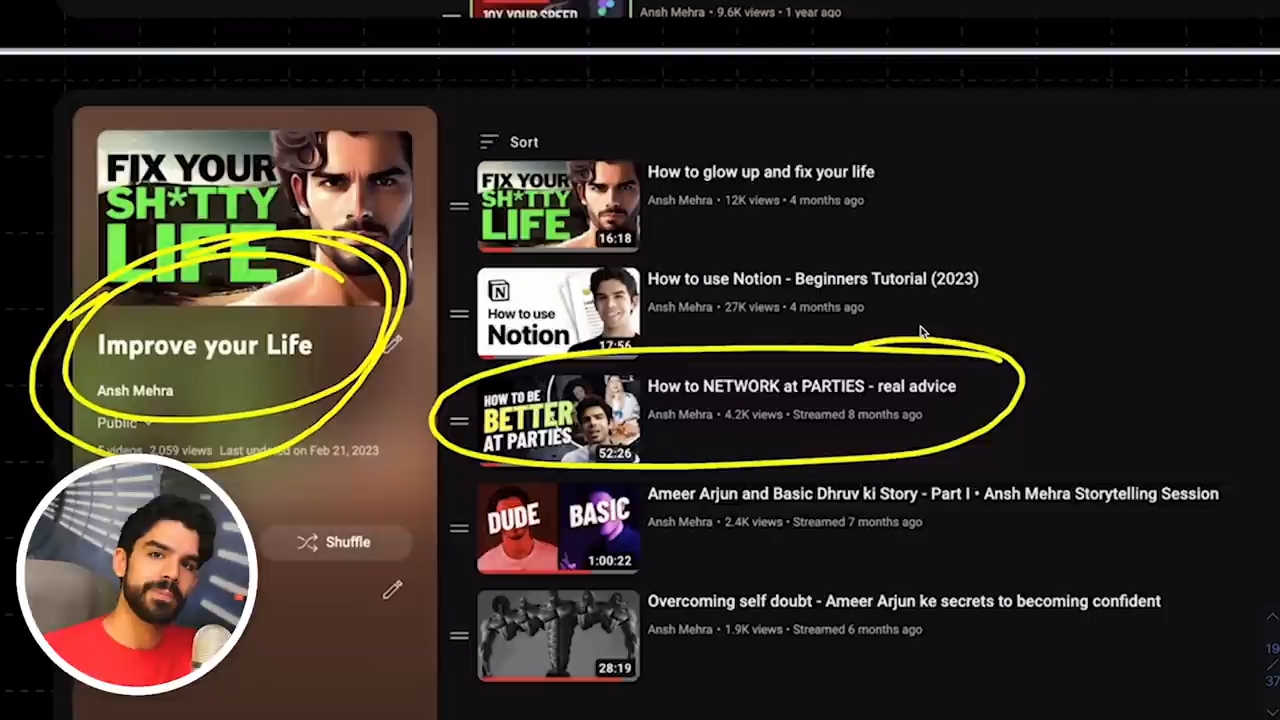 10X YOUR SPEED
Ansh Mehra • 9.6K views • 1 year ago
FIX YOUR
SH*TTY
LIFE
Improve your Life
Ansh Mehra
Public
5 videos 2,059 views Last updated on Feb 21, 2023
Shuffle
Sort
FIX YOUR
SH*TTY
LIFE
16:18
How to glow up and fix your life
Ansh Mehra • 12K views • 4 months ago
N
How to use
Notion
17:56
How to use Notion - Beginners Tutorial (2023)
Ansh Mehra • 27K views • 4 months ago
HOW TO BE
BETTER
AT PARTIES
52:26
How to NETWORK at PARTIES - real advice
Ansh Mehra • 4.2K views • Streamed 8 months ago
DUDE
BASIC
1:00:22
Ameer Arjun and Basic Dhruv ki Story - Part I • Ansh Mehra Storytelling Session
Ansh Mehra • 2.4K views • Streamed 7 months ago
28:19
Overcoming self doubt - Ameer Arjun ke secrets to becoming confident
Ansh Mehra • 1.9K views • Streamed 6 months ago
19
37